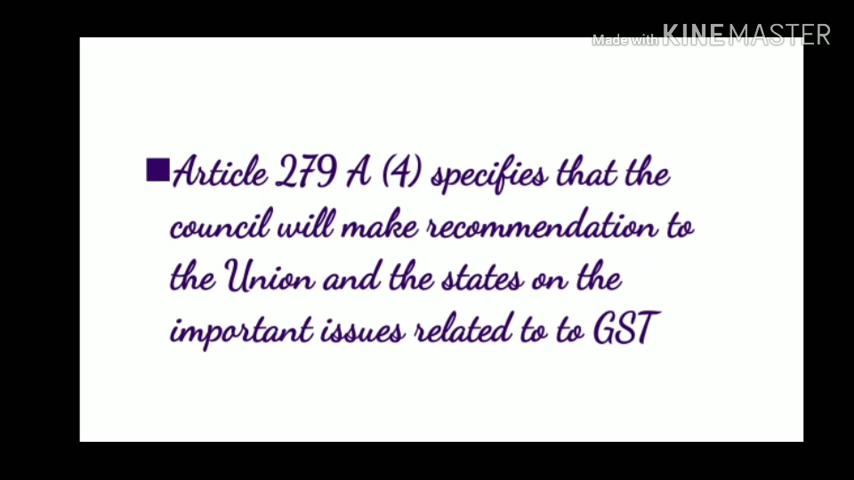 Made with KINEMASTER
■Article 279 A (4) specifies that the
council will make recommendation to
the Union and the states on the
important issues related to to GST